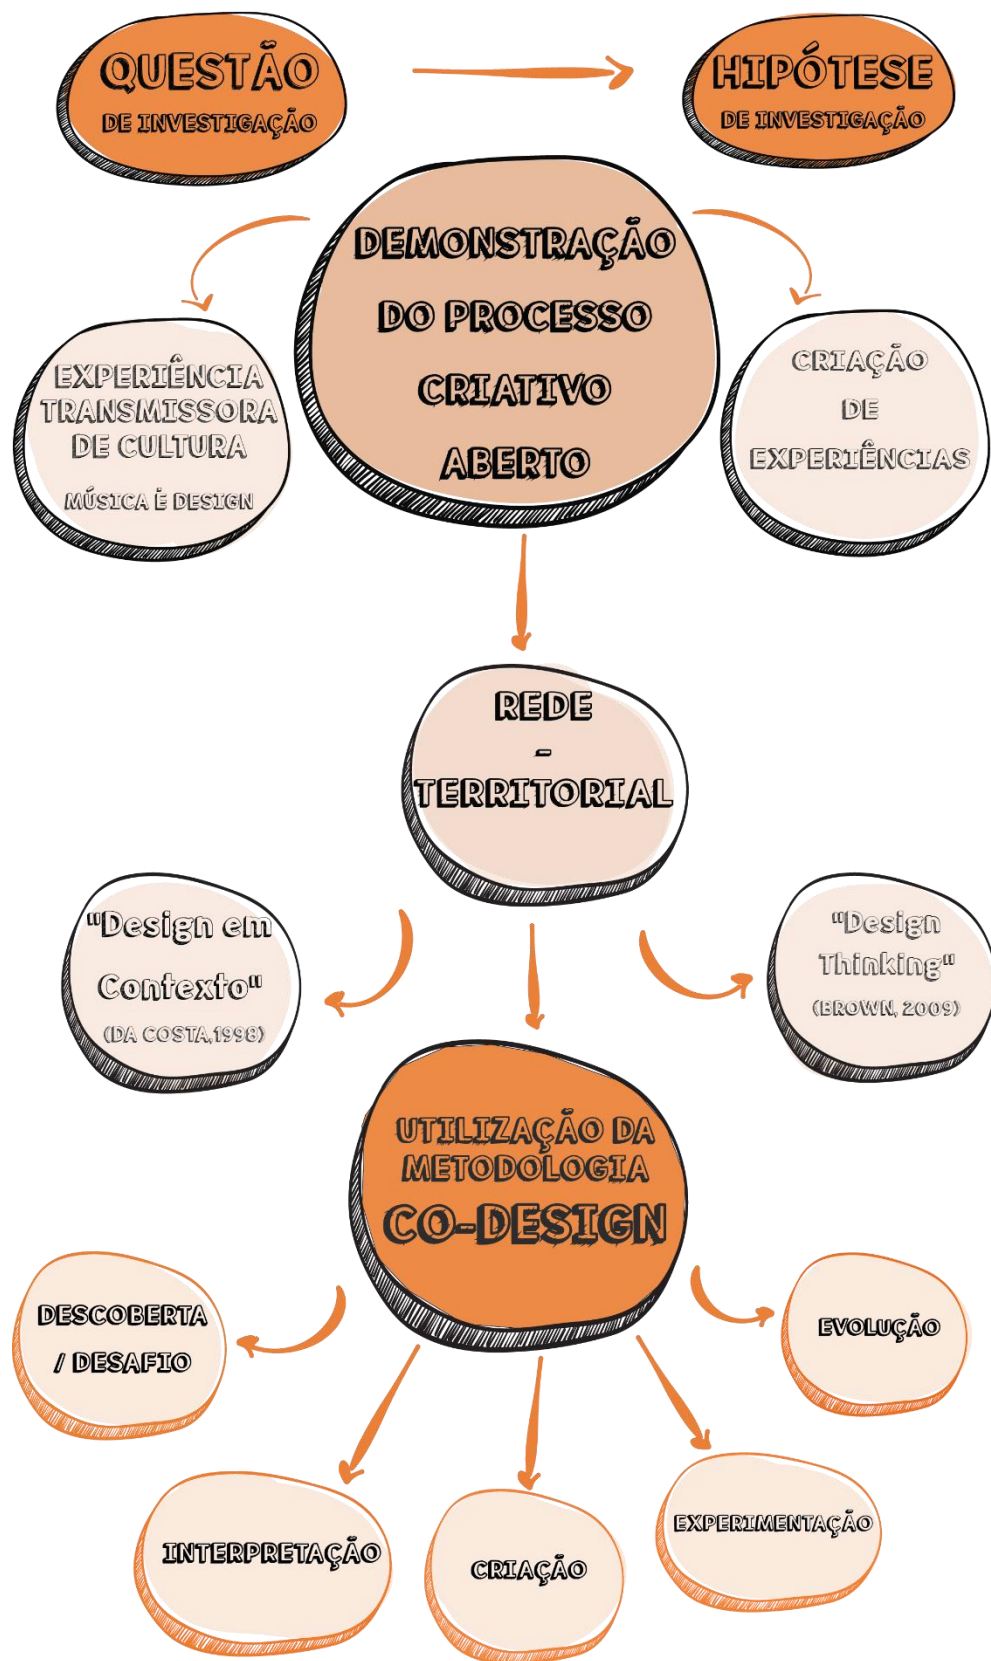 QUESTÃO
DE INVESTIGAÇÃO
HIPÓTESE
DE INVESTIGAÇÃO
DEMONSTRAÇÃO
DO PROCESSO
CRIATIVO
ABERTO
EXPERIÊNCIA
TRANSMISSORA
DE CULTURA
MÚSICA E DESIGN
CRIAÇÃO
DE
EXPERIÊNCIAS
REDE
-
TERRITORIAL
"Design em
Contexto"
(DA COSTA,1998)
"Design
Thinking"
(BROWN, 2009)
UTILIZAÇÃO DA
METODOLOGIA
CO-DESIGN
DESCOBERTA
/ DESAFIO
EVOLUÇÃO
INTERPRETAÇÃO
CRIAÇÃO
EXPERIMENTAÇÃO